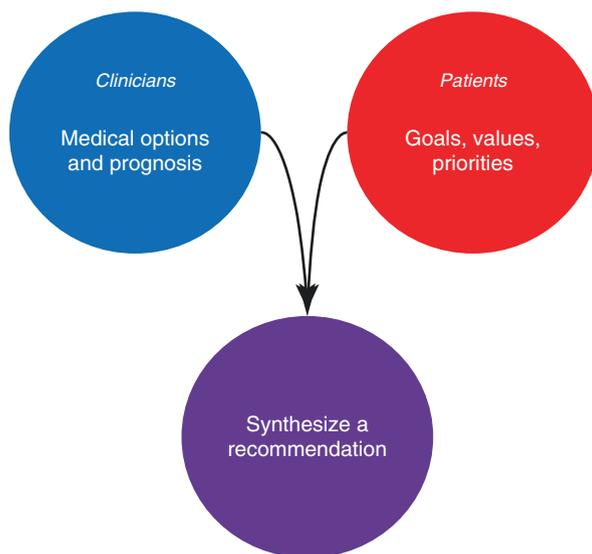 Clinicians
Medical options
and prognosis
Patients
Goals, values,
priorities
Synthesize a
recommendation